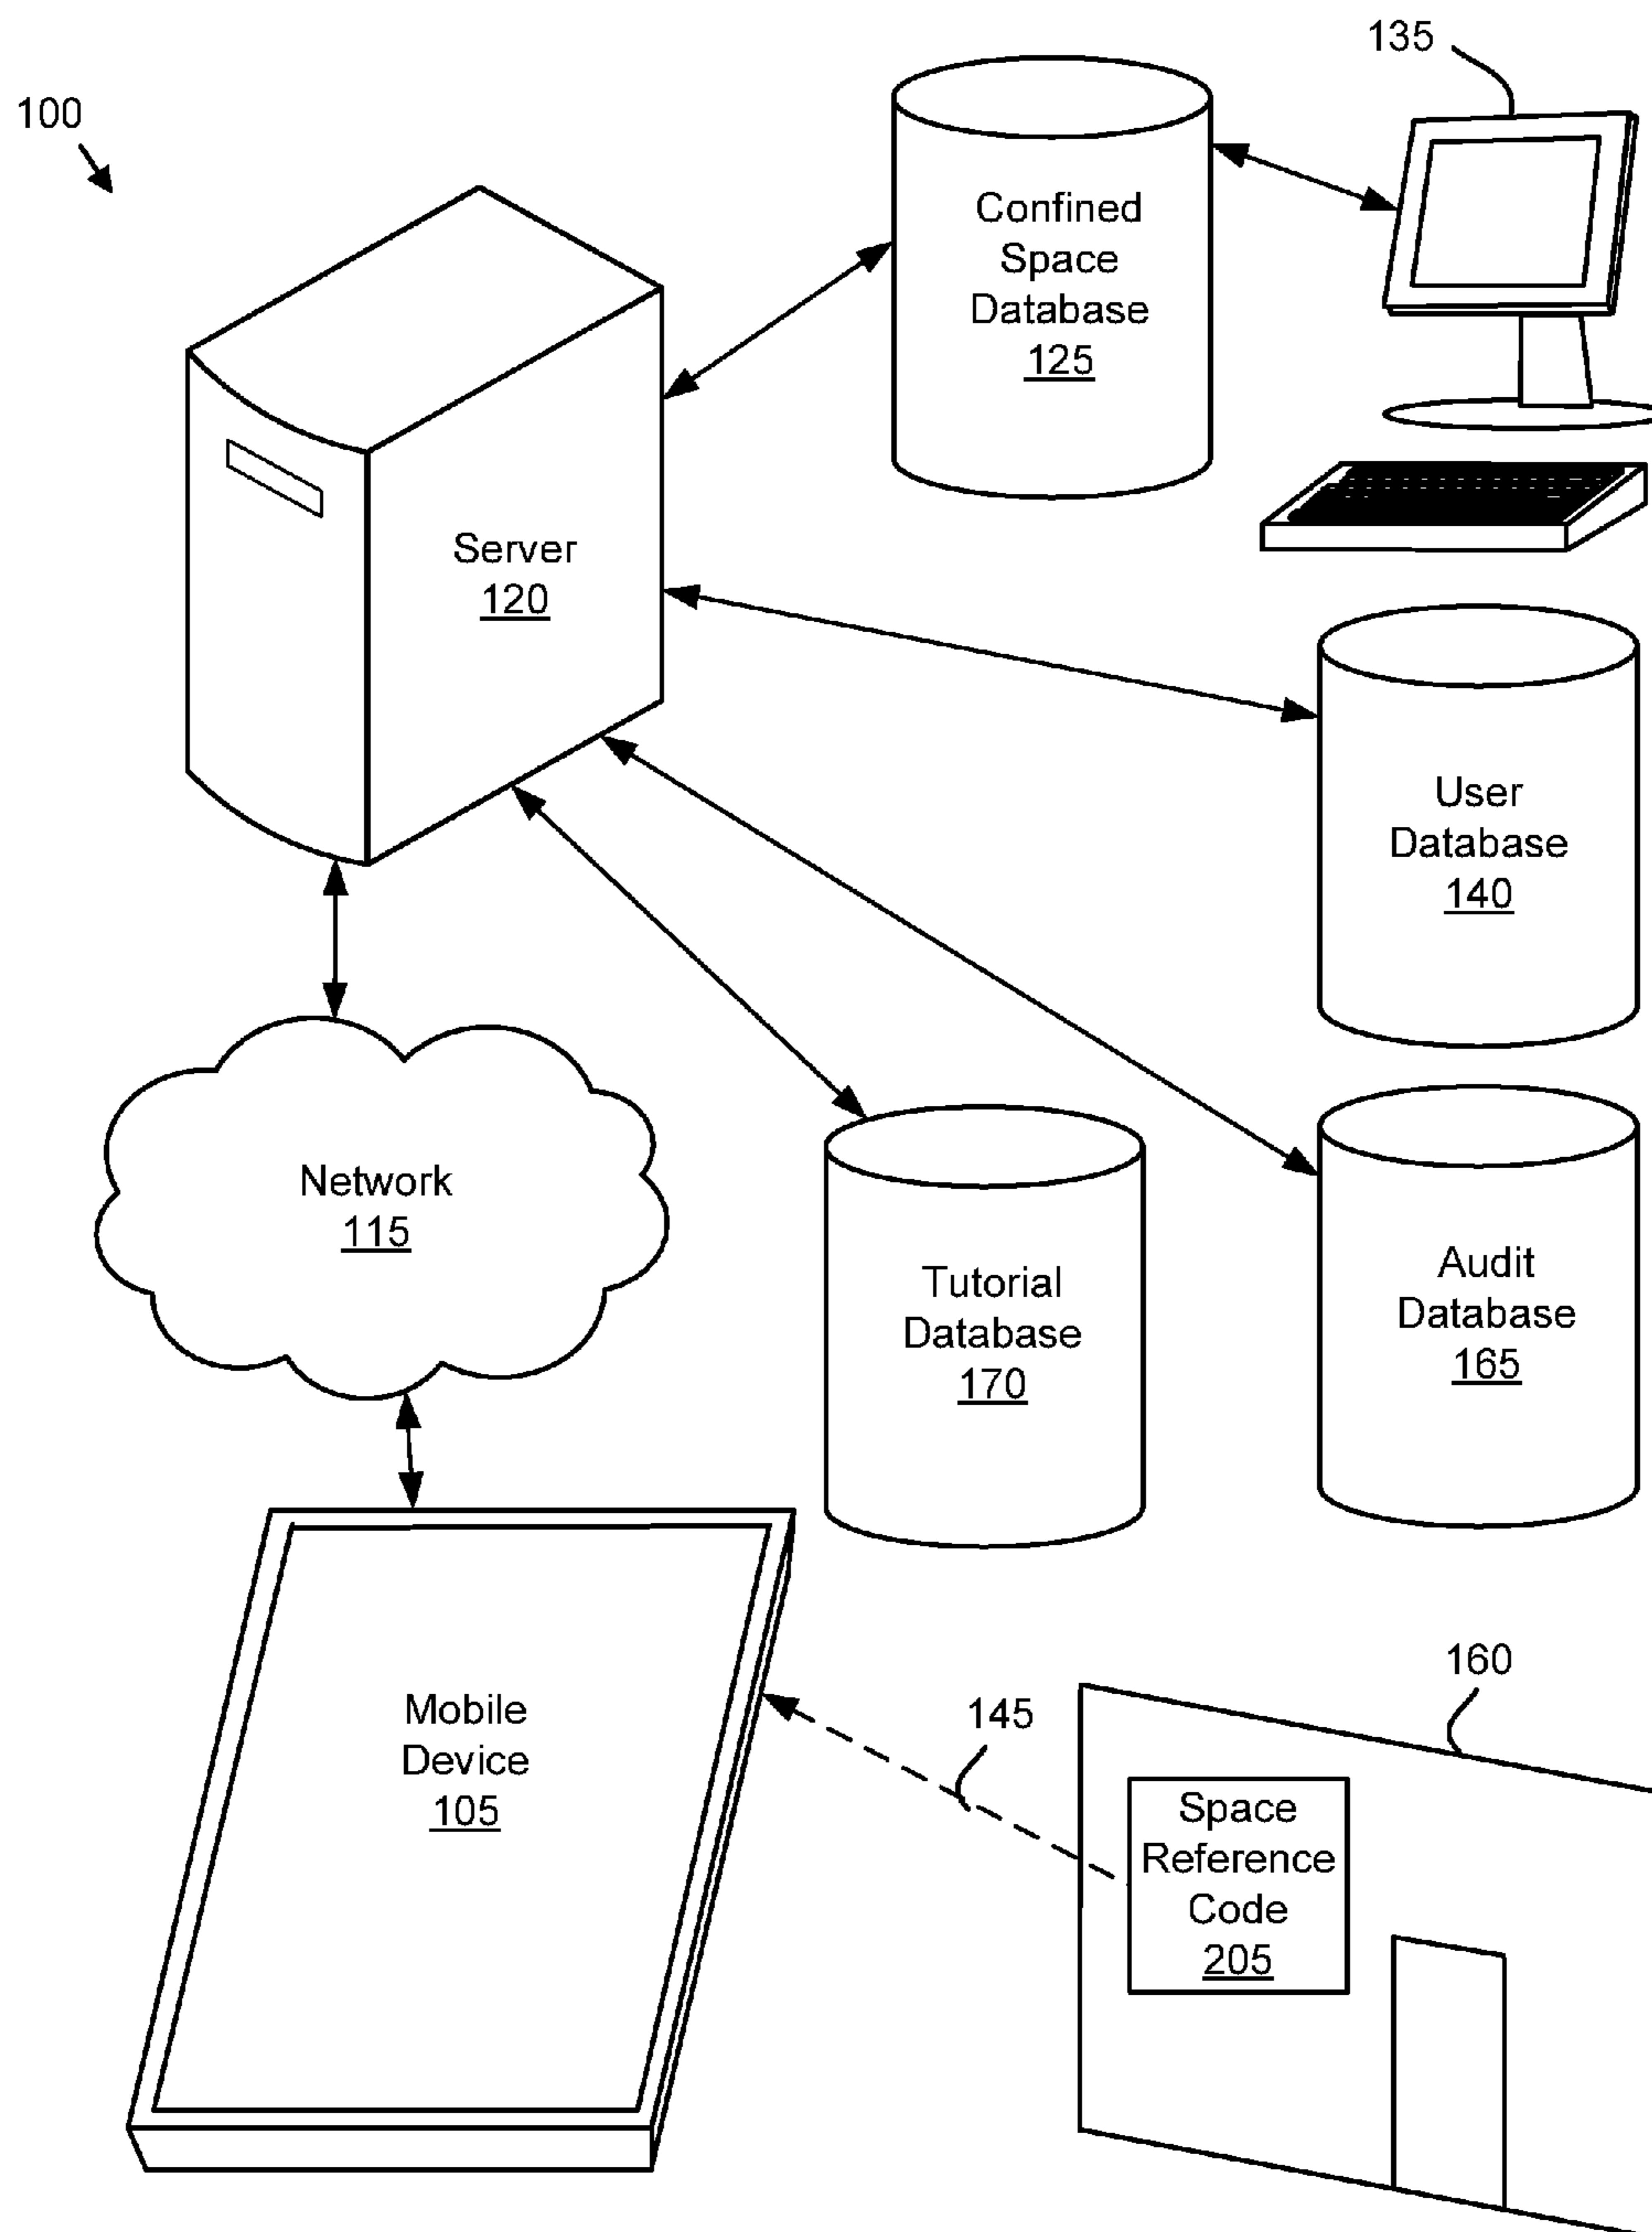 135
100
Confined
Space
Database
125
Server
120
User
Database
140
Network
115
Tutorial
Database
170
Audit
Database
165
Mobile
Device
105
145
160
Space
Reference
Code
205